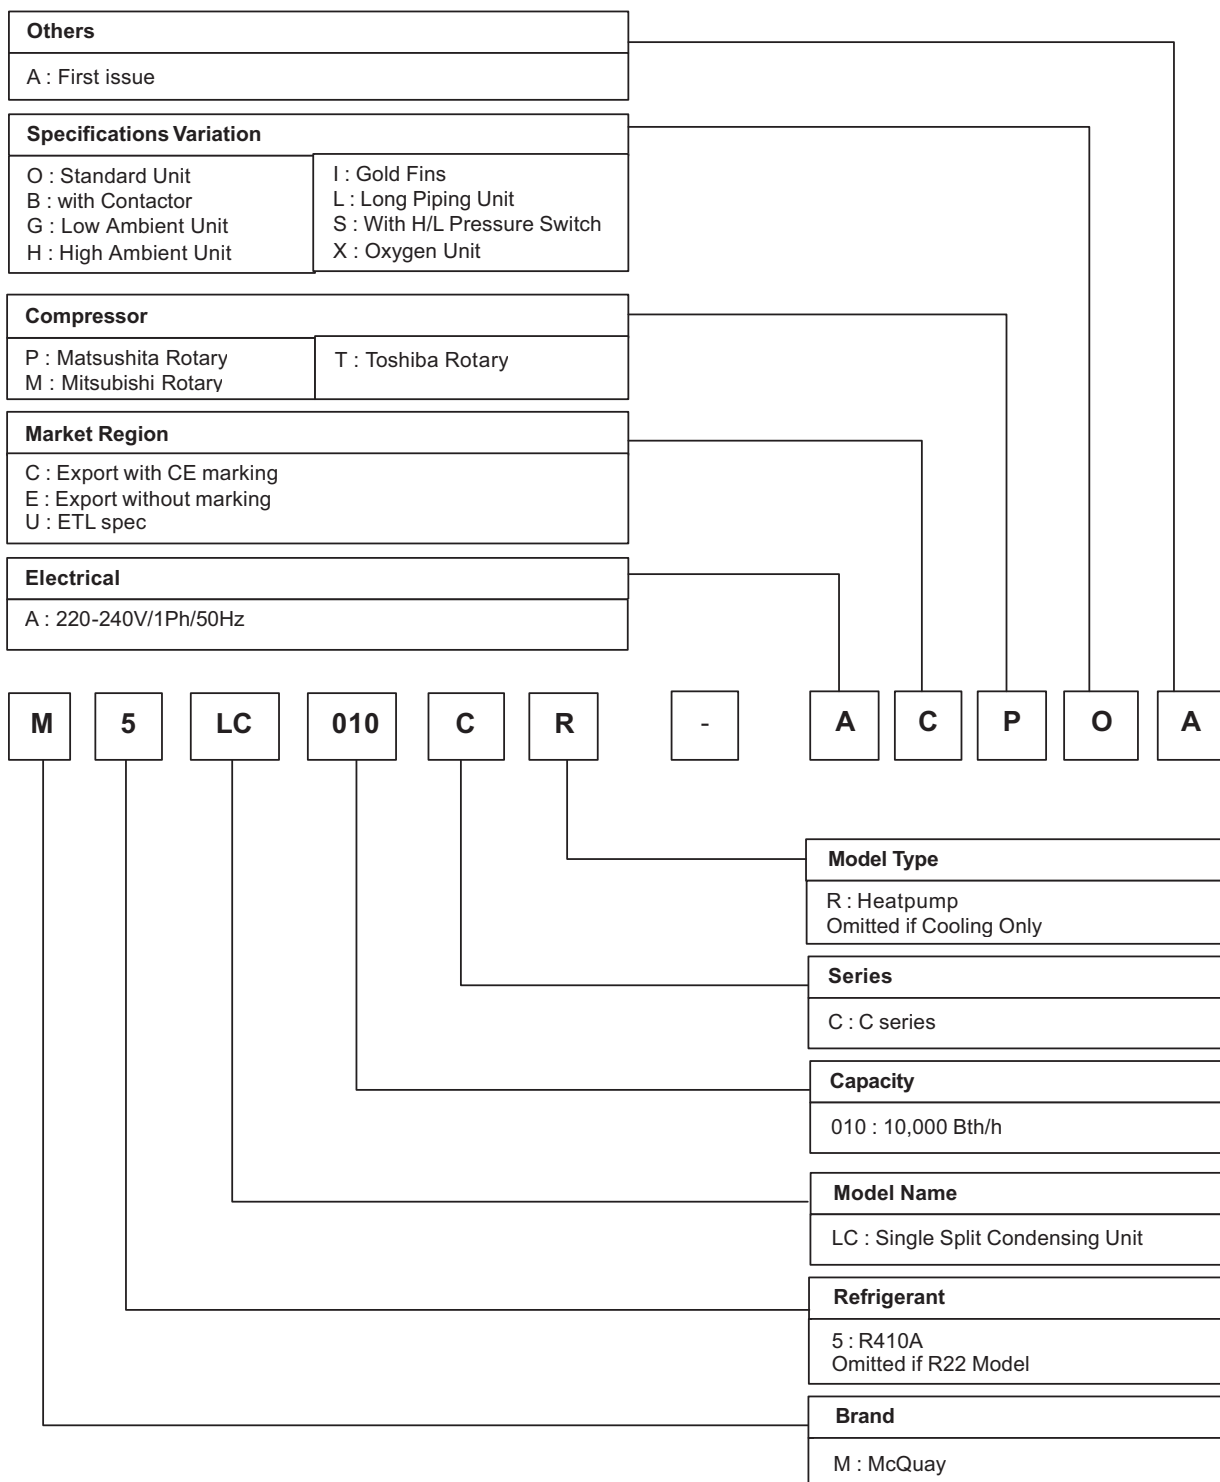 Others
A : First issue
Specifications Variation
O : Standard Unit
B : with Contactor
G : Low Ambient Unit
H : High Ambient Unit
I : Gold Fins
L : Long Piping Unit
S : With H/L Pressure Switch
X : Oxygen Unit
Compressor
P : Matsushita Rotary
M : Mitsubishi Rotary
T : Toshiba Rotary
Market Region
C : Export with CE marking
E : Export without marking
U : ETL spec
Electrical
A : 220-240V/1Ph/50Hz
M 5 LC 010 C R - A C P O A
Model Type
R : Heatpump
Omitted if Cooling Only
Series
C : C series
Capacity
010 : 10,000 Bth/h
Model Name
LC : Single Split Condensing Unit
Refrigerant
5 : R410A
Omitted if R22 Model
Brand
M : McQuay